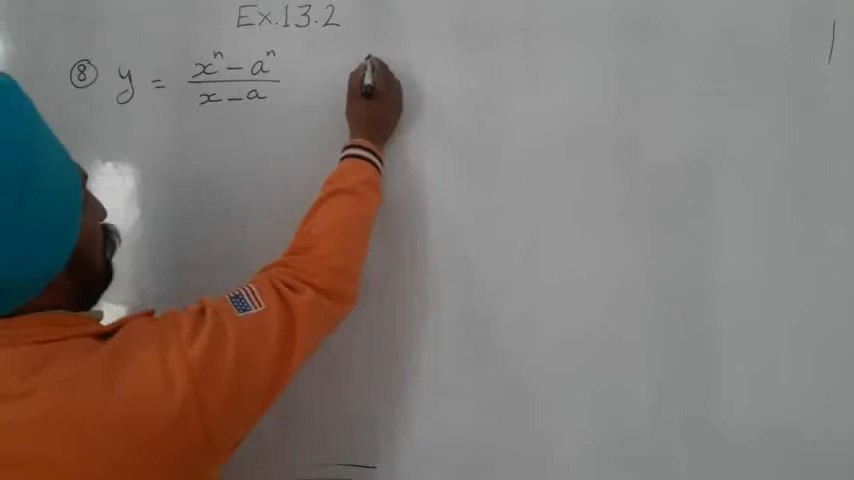 Ex.13.2
⑧ y = (xⁿ - aⁿ)/(x - a)